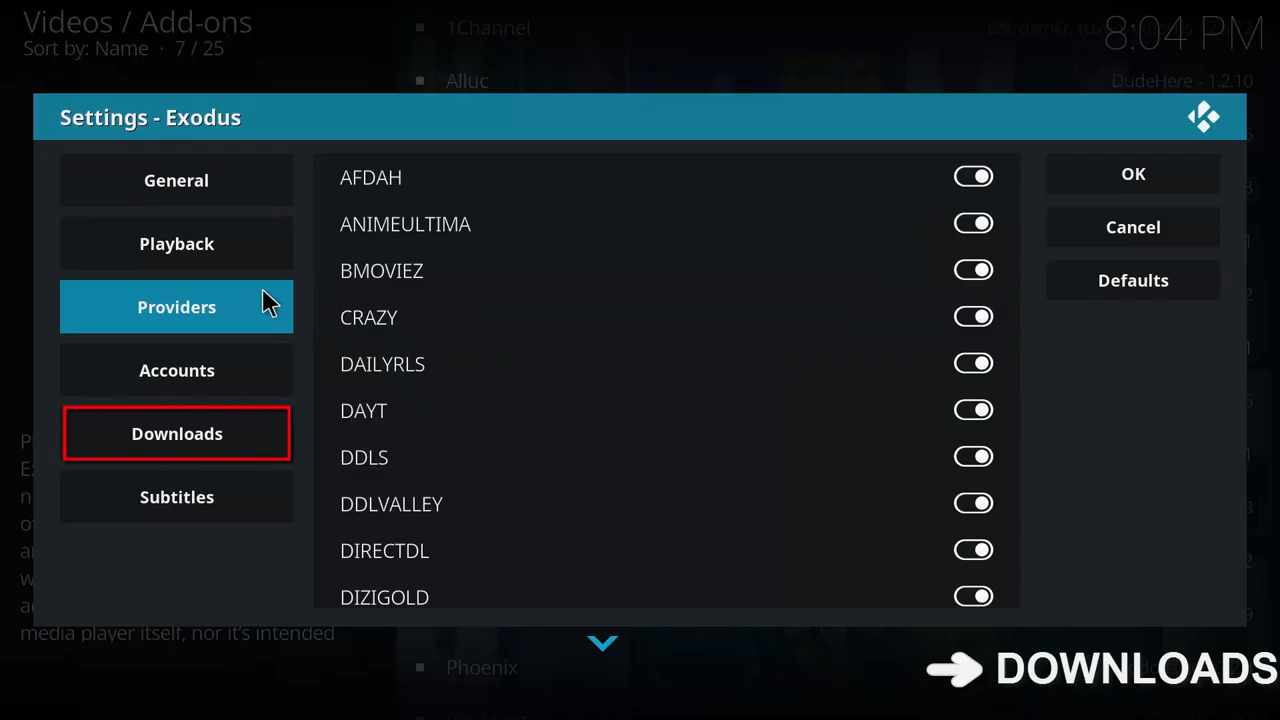 Videos / Add-ons
Sort by: Name · 7 / 25
1Channel
8:04 PM
Alluc
DudeHere - 1.2.10
Settings - Exodus
General
Playback
Providers
Accounts
Downloads
Subtitles
AFDAH
ANIMEULTIMA
BMOVIEZ
CRAZY
DAILYRLS
DAYT
DDLS
DDLVALLEY
DIRECTDL
DIZIGOLD
OK
Cancel
Defaults
media player itself, nor it's intended
Phoenix
DOWNLOADS